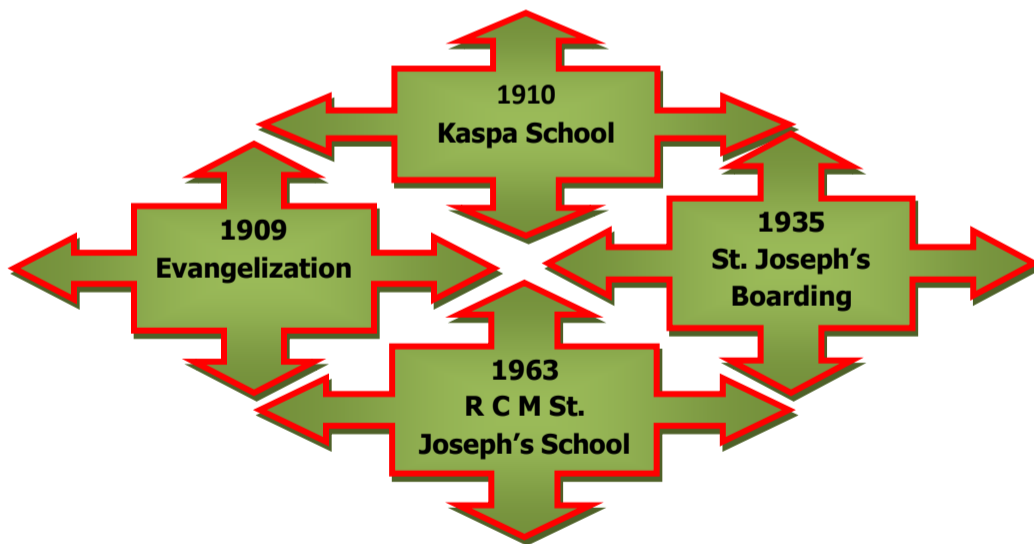 1910
Kaspa School
1909
Evangelization
1935
St. Joseph’s
Boarding
1963
R C M St.
Joseph’s School